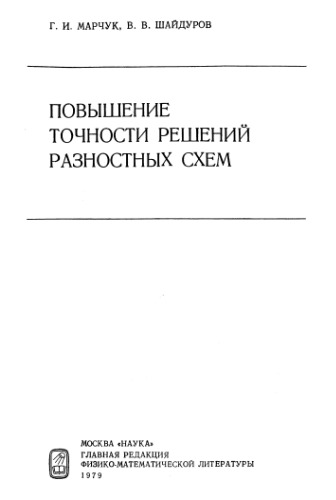 Г. И. МАРЧУК, В. В. ШАЙДУРОВ
ПОВЫШЕНИЕ
ТОЧНОСТИ РЕШЕНИЙ
РАЗНОСТНЫХ СХЕМ
МОСКВА «НАУКА»
ГЛАВНАЯ РЕДАКЦИЯ
ФИЗИКО-МАТЕМАТИЧЕСКОЙ ЛИТЕРАТУРЫ
1979